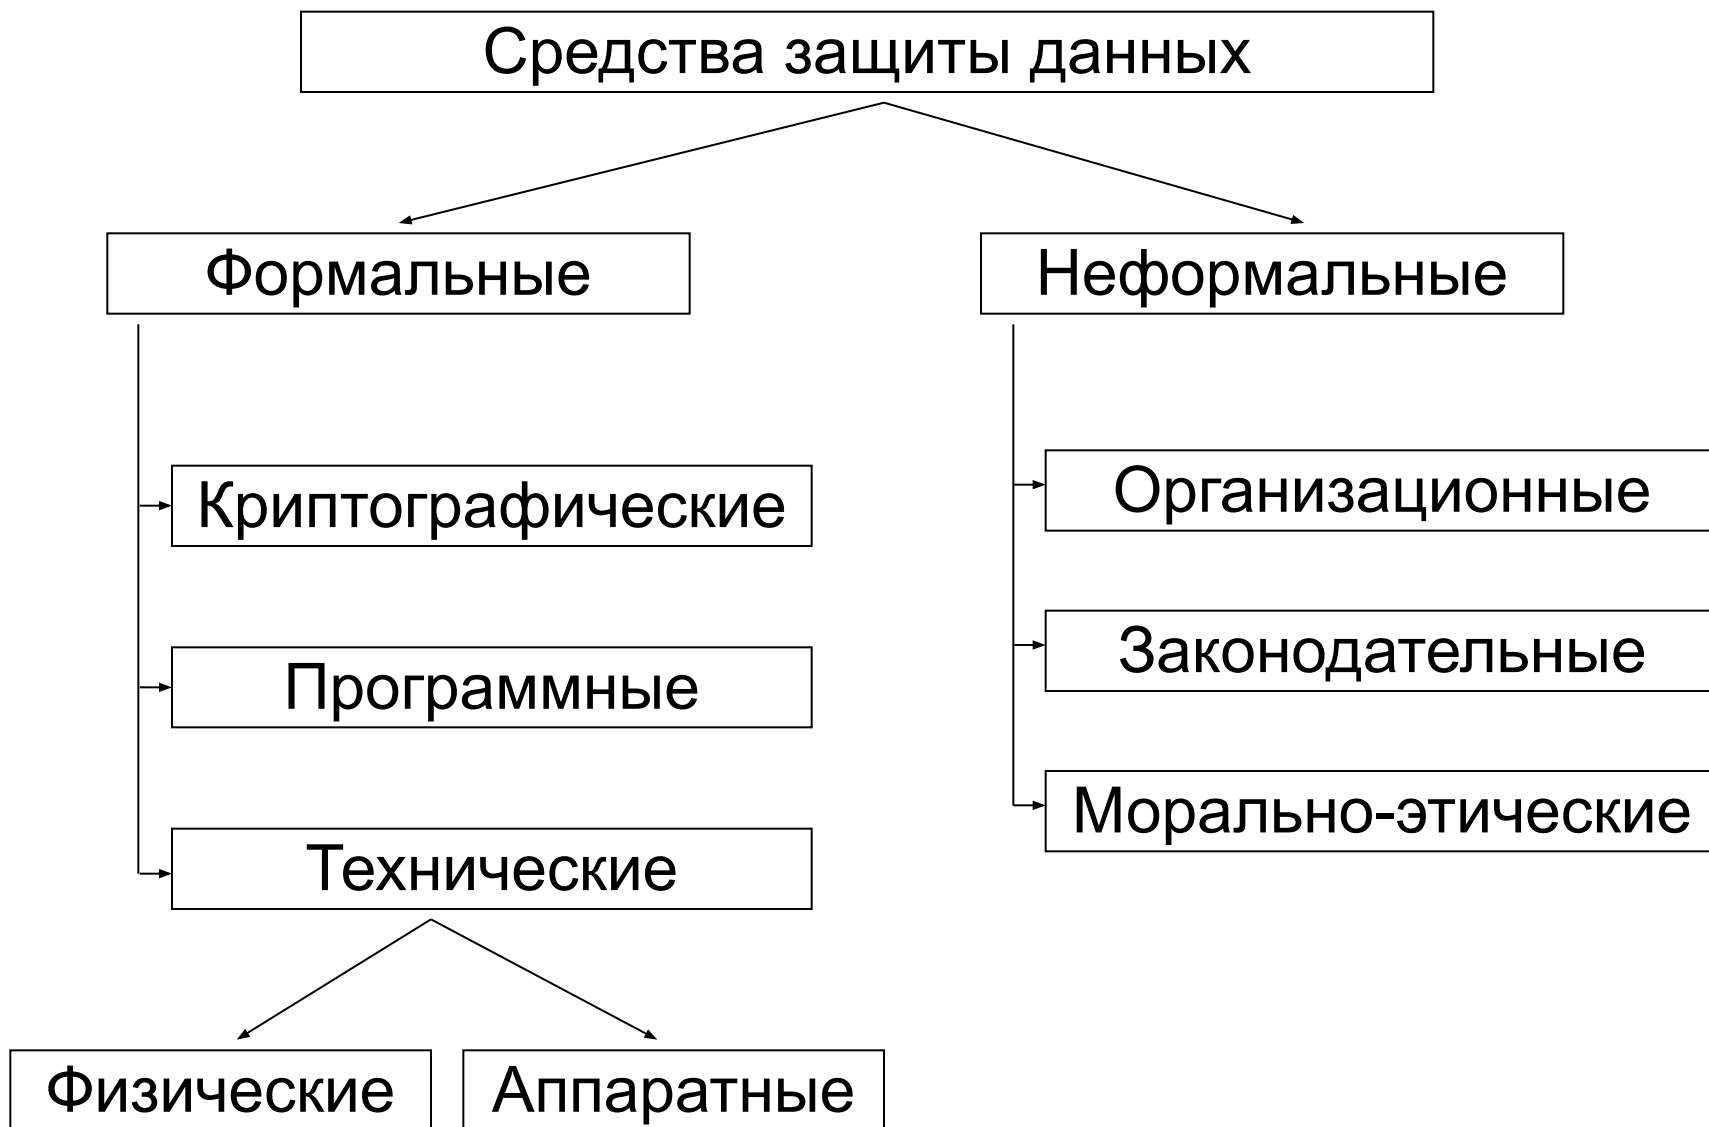 Средства защиты данных
Формальные
Неформальные
Криптографические
Организационные
Программные
Законодательные
Технические
Морально-этические
Физические
Аппаратные